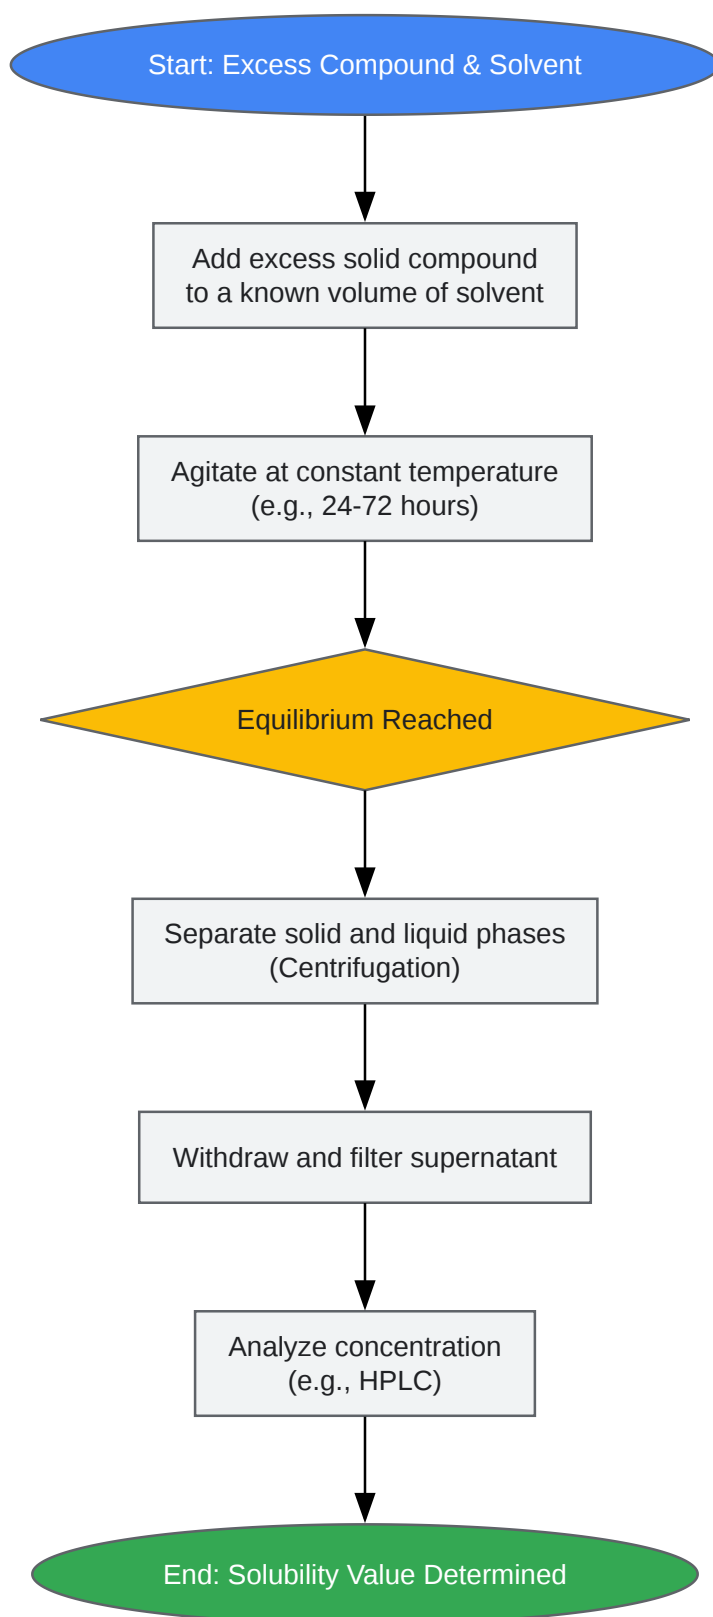 Start: Excess Compound & Solvent
Add excess solid compound
to a known volume of solvent
Agitate at constant temperature
(e.g., 24-72 hours)
Equilibrium Reached
Separate solid and liquid phases
(Centrifugation)
Withdraw and filter supernatant
Analyze concentration
(e.g., HPLC)
End: Solubility Value Determined